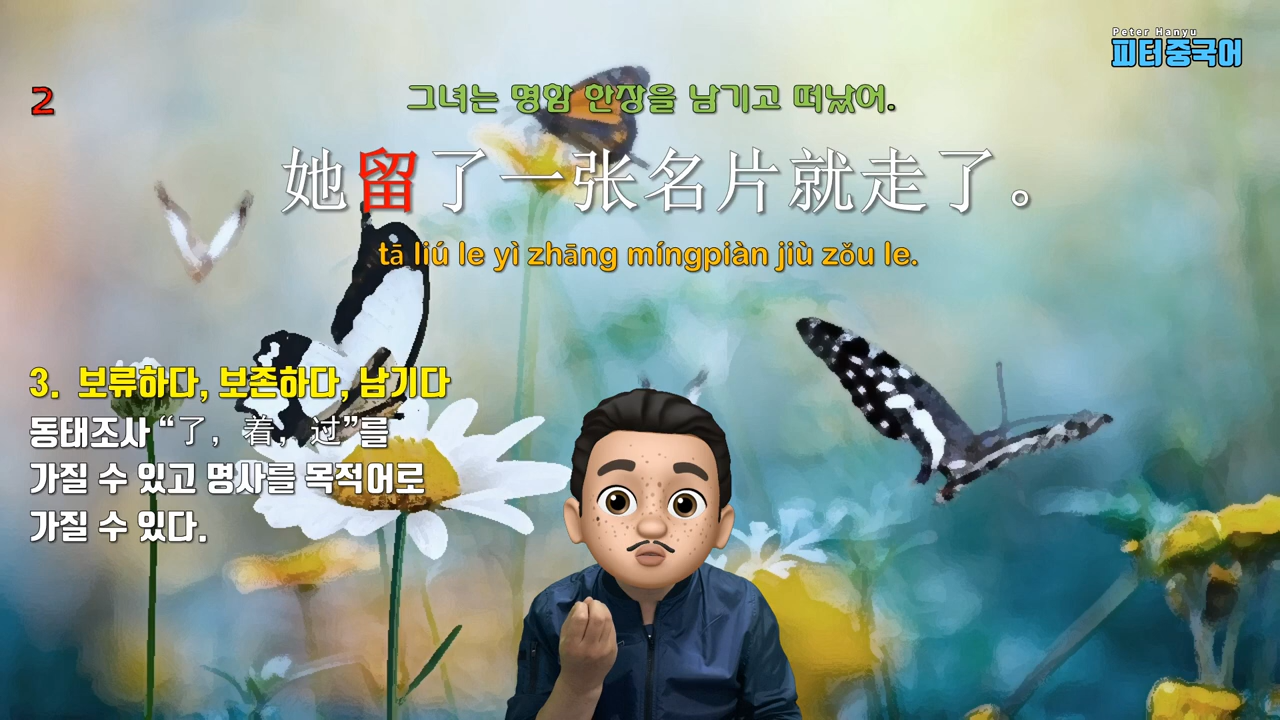 Peter Hanyu
피터중국어
2
그녀는 명함 한장을 남기고 떠났어.
她留了一张名片就走了。
tā liú le yì zhāng míngpiàn jiù zǒu le.
3. 보류하다, 보존하다, 남기다
동태조사 “了，着，过”를
가질 수 있고 명사를 목적어로
가질 수 있다.